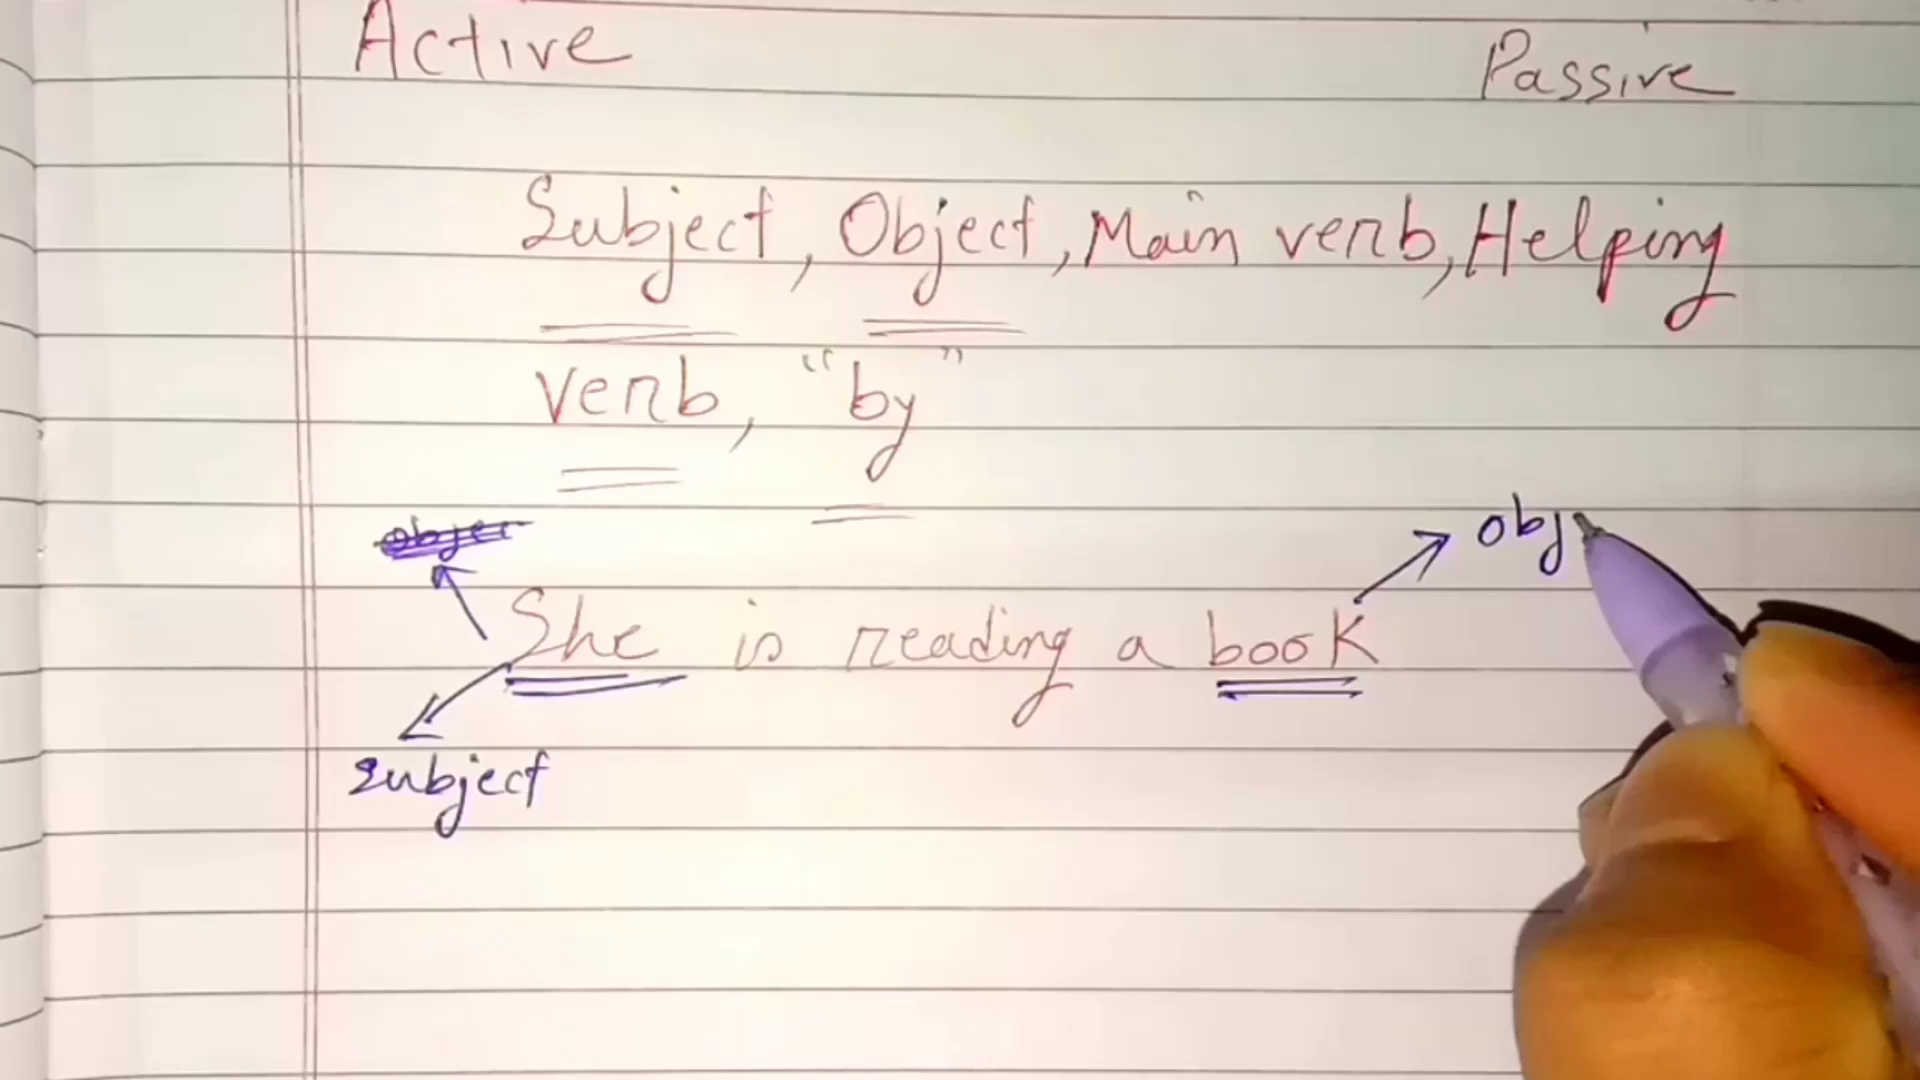 Active
Passive
Subject, Object, Main verb, Helping
verb, "by"
obj
She is reading a book
subject